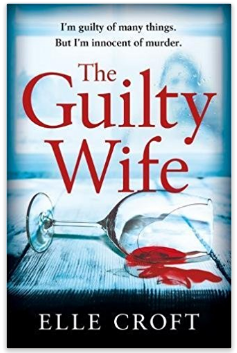 I'm guilty of many things.
But I'm innocent of murder.
The
Guilty
Wife
ELLE CROFT